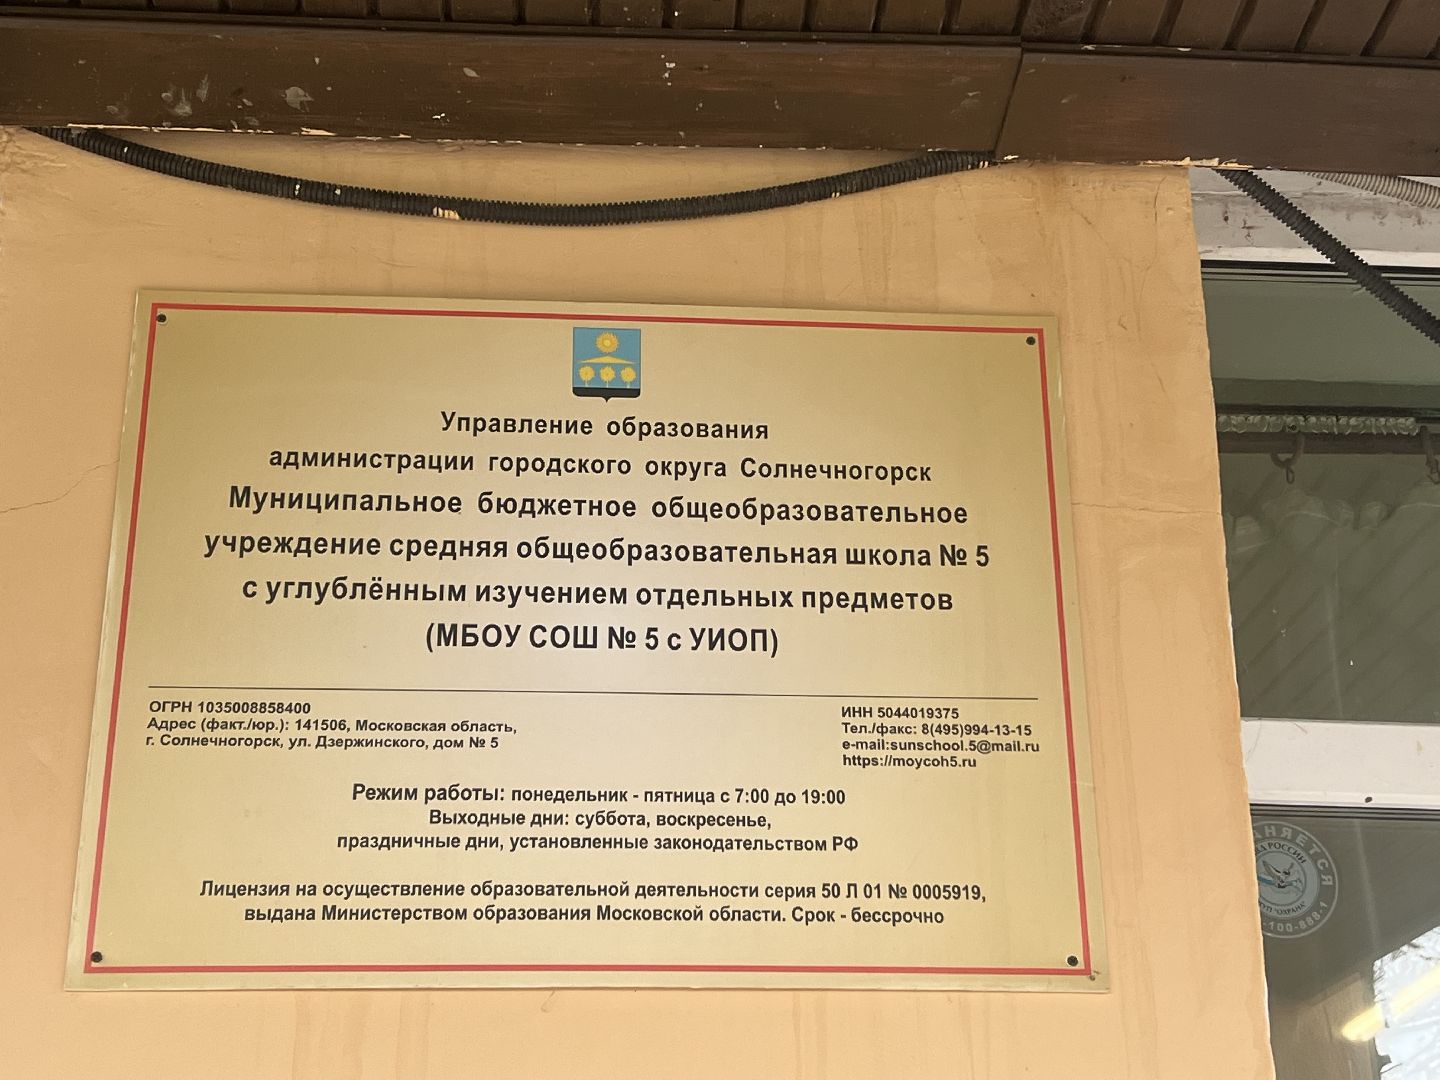 Управление образования
администрации городского округа Солнечногорск
Муниципальное бюджетное общеобразовательное
учреждение средняя общеобразовательная школа № 5
с углублённым изучением отдельных предметов
(МБОУ СОШ № 5 с УИОП)
ОГРН 1035008858400
Адрес (факт./юр.): 141506, Московская область,
г. Солнечногорск, ул. Дзержинского, дом № 5
ИНН 5044019375
Тел./факс: 8(495)994-13-15
e-mail:sunschool.5@mail.ru
https://moycoh5.ru
Режим работы: понедельник - пятница с 7:00 до 19:00
Выходные дни: суббота, воскресенье,
праздничные дни, установленные законодательством РФ
Лицензия на осуществление образовательной деятельности серия 50 Л 01 № 0005919,
выдана Министерством образования Московской области. Срок - бессрочно
РОССИИ
"ОХРАНА"